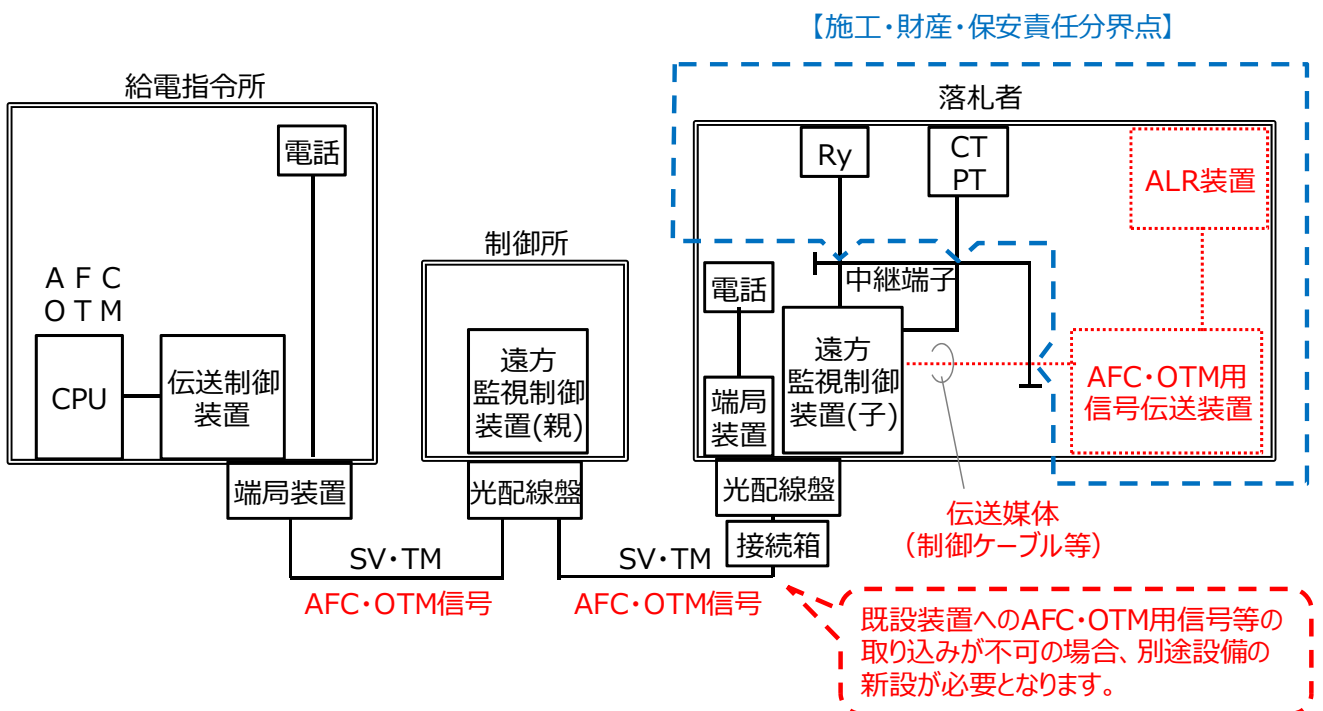 【施工・財産・保安責任分界点】
給電指令所
電話
ＡＦＣ
ＯＴＭ
CPU
伝送制御
装置
端局装置
制御所
遠方
監視制御
装置(親)
光配線盤
落札者
Ry
CT
PT
ALR装置
中継端子
電話
遠方
監視制御
装置(子)
端局
装置
AFC・OTM用
信号伝送装置
光配線盤
接続箱
伝送媒体
（制御ケーブル等）
SV・TM
AFC・OTM信号
SV・TM
AFC・OTM信号
既設装置へのAFC・OTM用信号等の
取り込みが不可の場合、別途設備の
新設が必要となります。